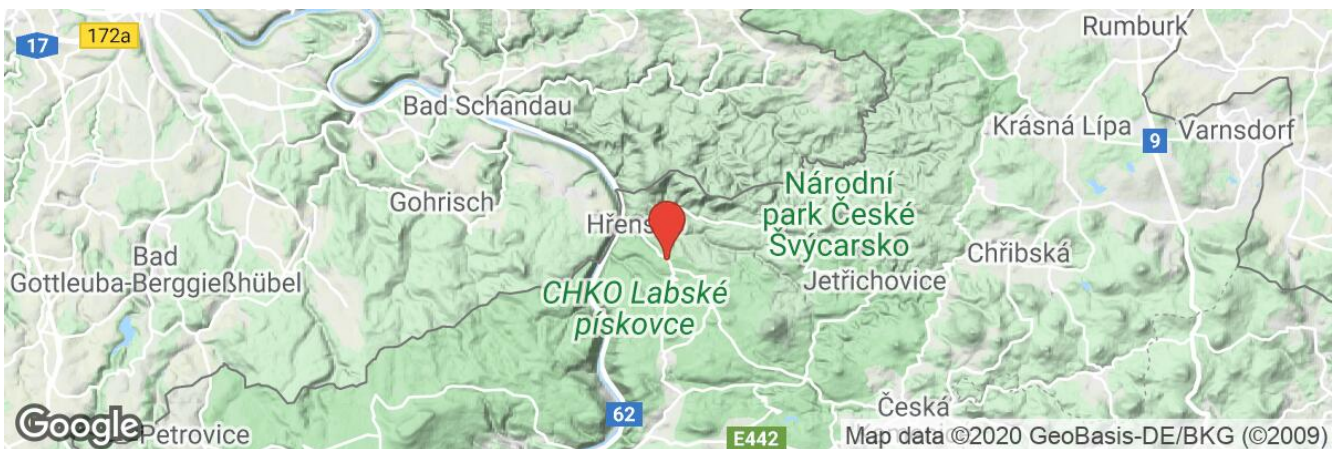 Rumburk
17
172a
Bad Schandau
Krásná Lípa
9
Varnsdorf
Národní
park České
Švýcarsko
Gohrisch
Chřibská
Bad
Gottleuba-Berggießhübel
Jetřichovice
CHKO Labské
pískovce
Česká
62
Google
Petrovice
E442
Map data ©2020 GeoBasis-DE/BKG (©2009)